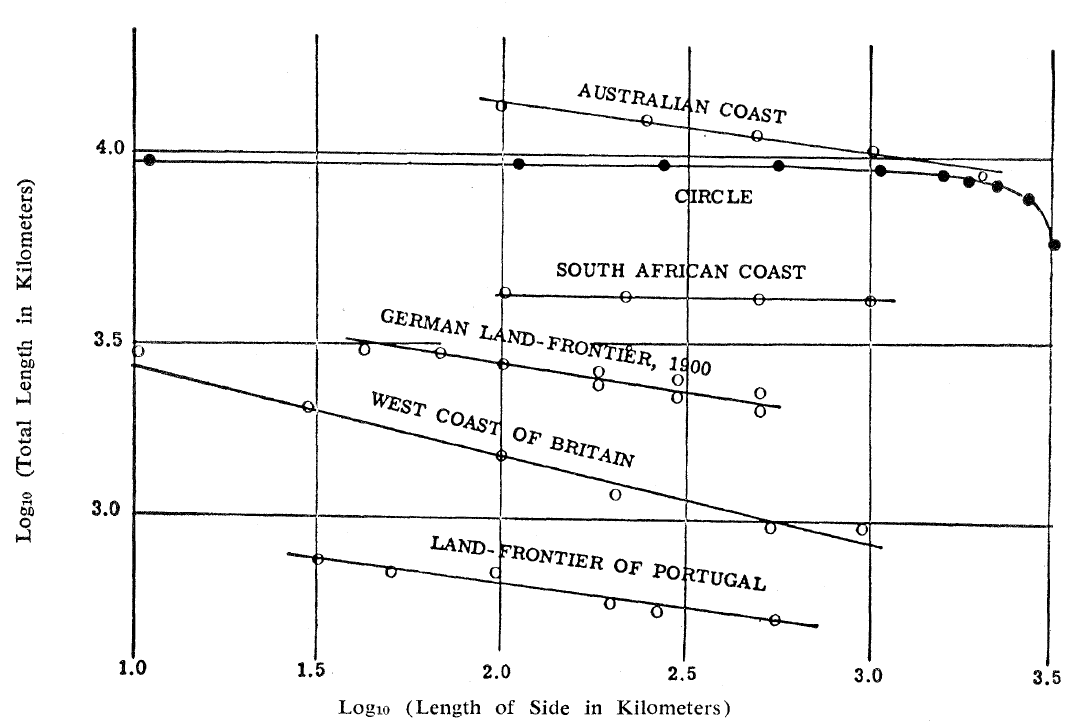 AUSTRALIAN COAST
4.0
CIRCLE
SOUTH AFRICAN COAST
GERMAN LAND-FRONTIER, 1900
3.5
WEST COAST OF BRITAIN
3.0
LAND-FRONTIER OF PORTUGAL
1.0 1.5 2.0 2.5 3.0 3.5
Log₁₀ (Length of Side in Kilometers)
Log₁₀ (Total Length in Kilometers)